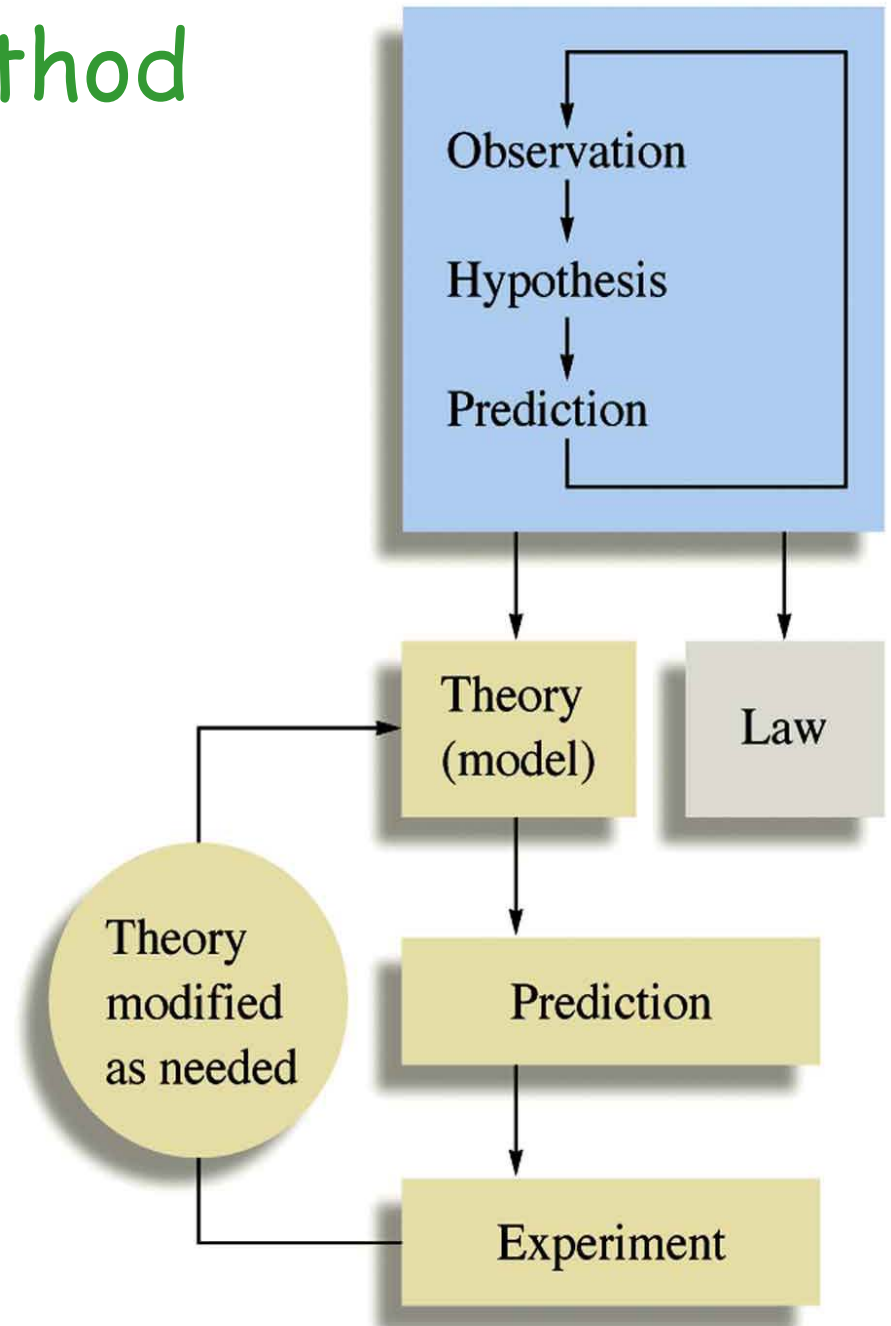 thod
Observation
Hypothesis
Prediction
Theory
(model)
Law
Theory
modified
as needed
Prediction
Experiment